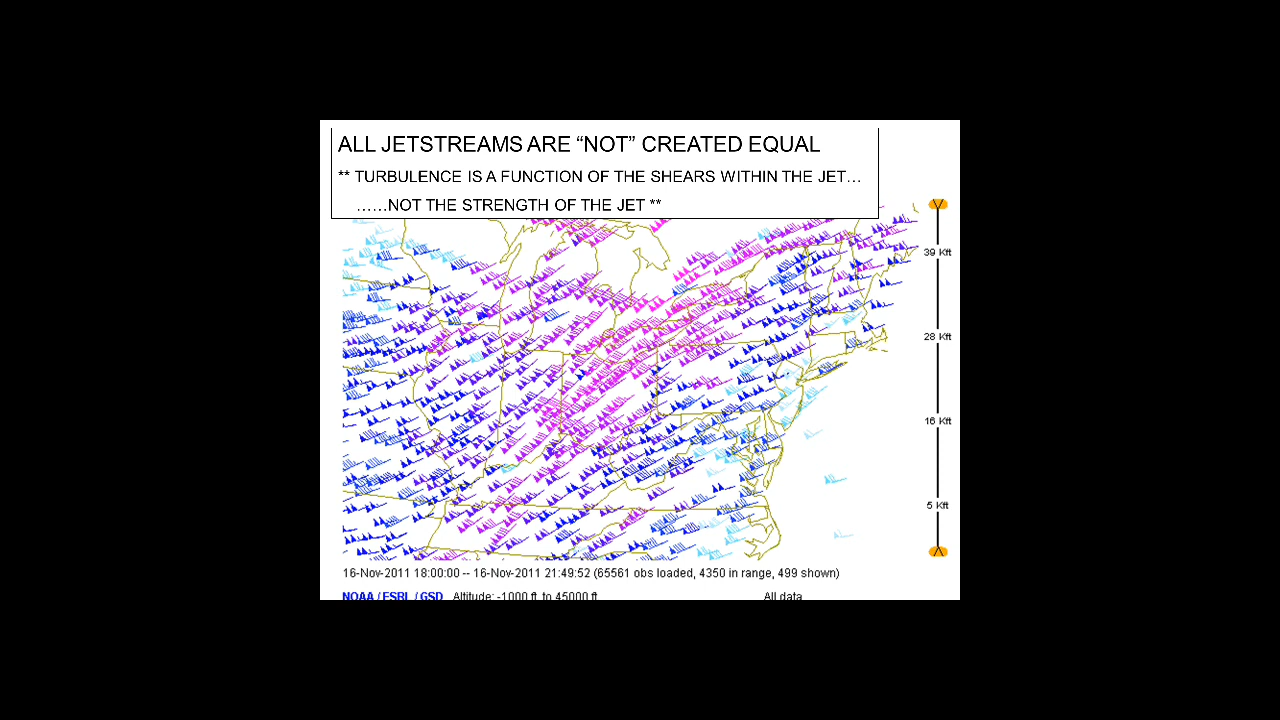 ALL JETSTREAMS ARE “NOT” CREATED EQUAL
** TURBULENCE IS A FUNCTION OF THE SHEARS WITHIN THE JET…
……NOT THE STRENGTH OF THE JET **
39 Kft
28 Kft
16 Kft
5 Kft
16-Nov-2011 18:00:00 -- 16-Nov-2011 21:49:52 (65561 obs loaded, 4350 in range, 499 shown)
NOAA / ESRL / GSD Altitude: -1000 ft. to 45000 ft. All data